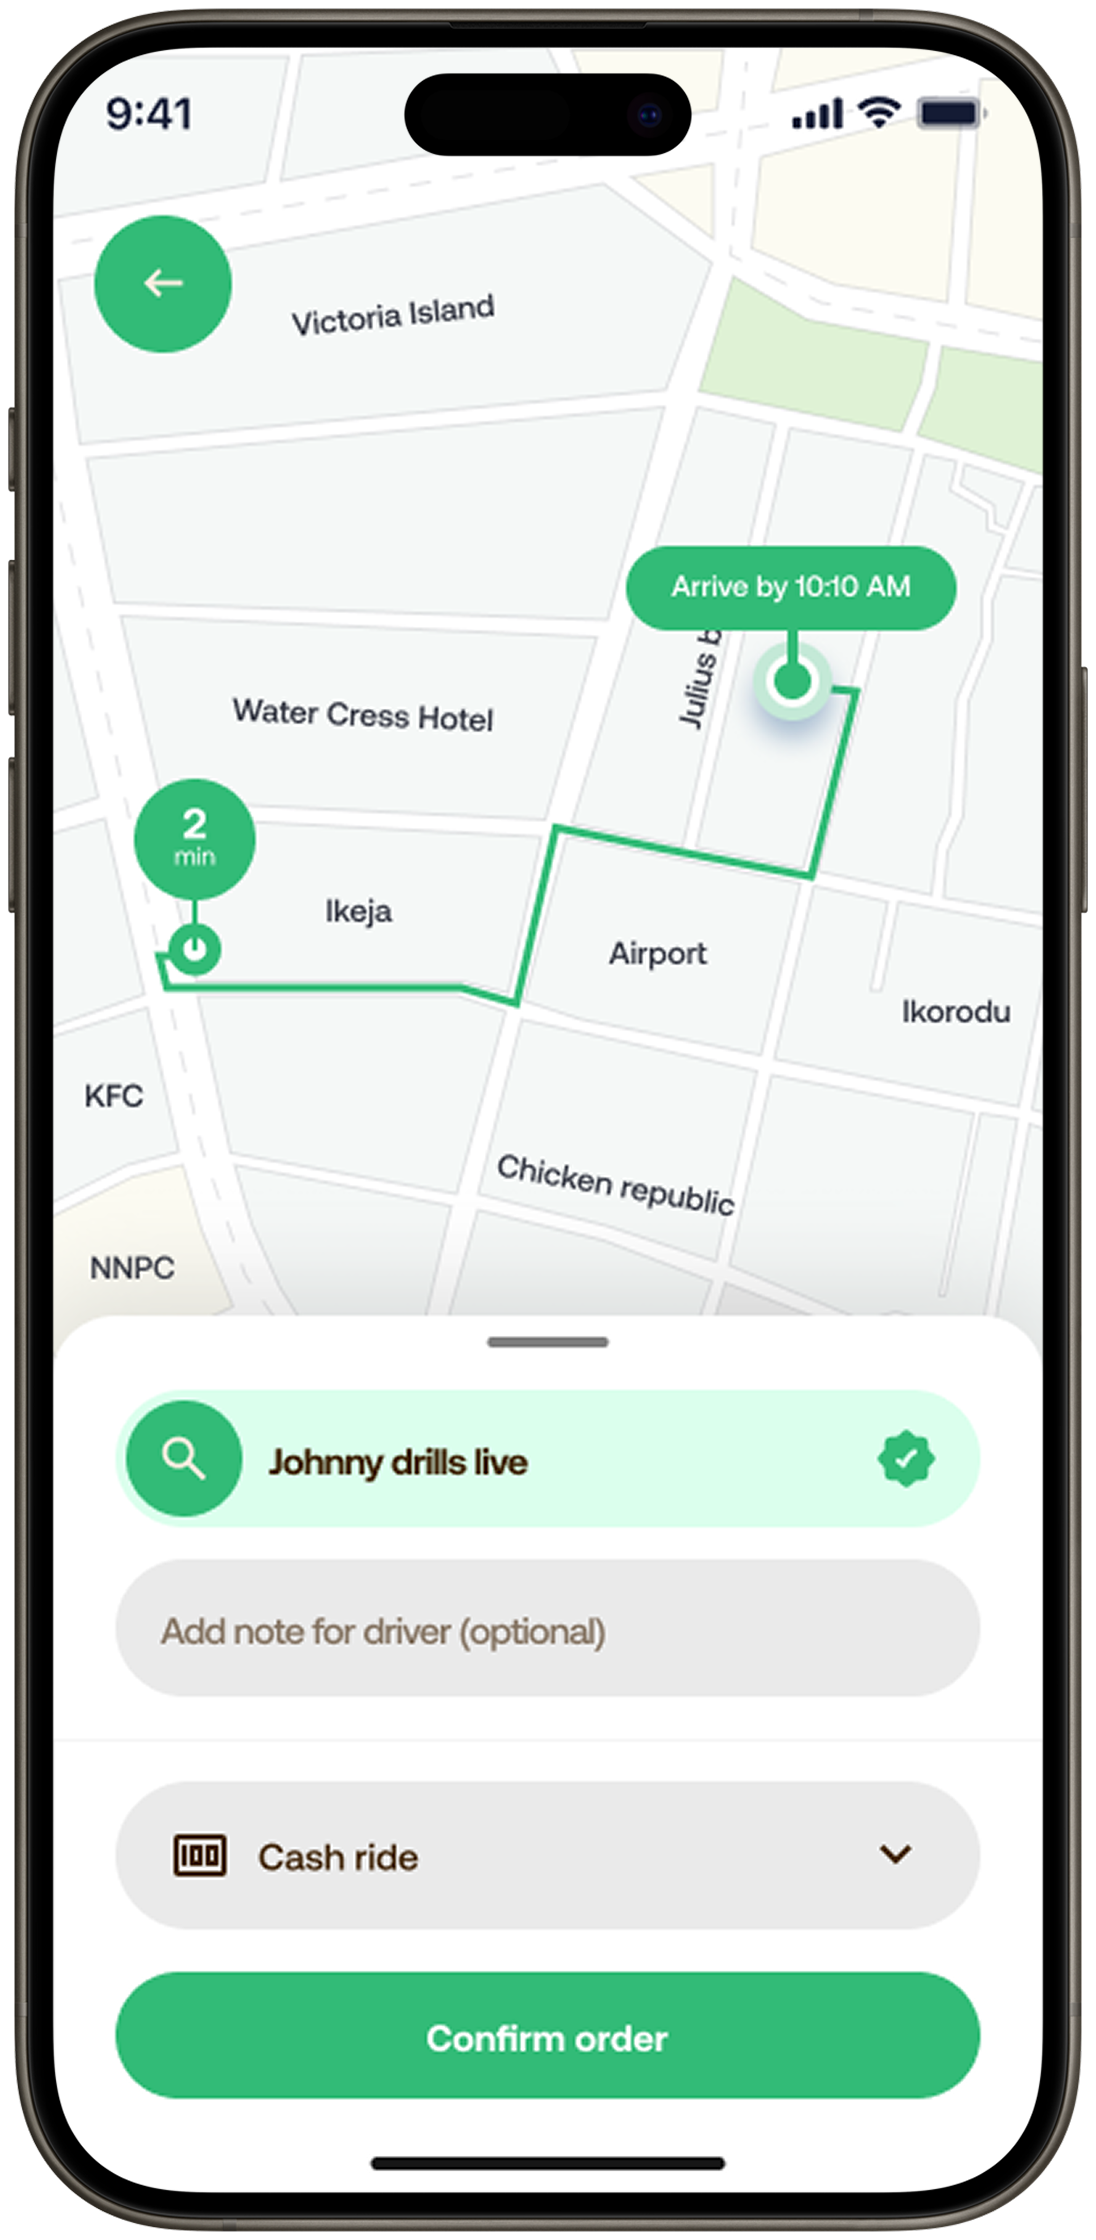 9:41
Victoria Island
Arrive by 10:10 AM
Julius b
Water Cress Hotel
2
min
Ikeja
Airport
Ikorodu
KFC
Chicken republic
NNPC
Johnny drills live
Add note for driver (optional)
100
Cash ride
Confirm order